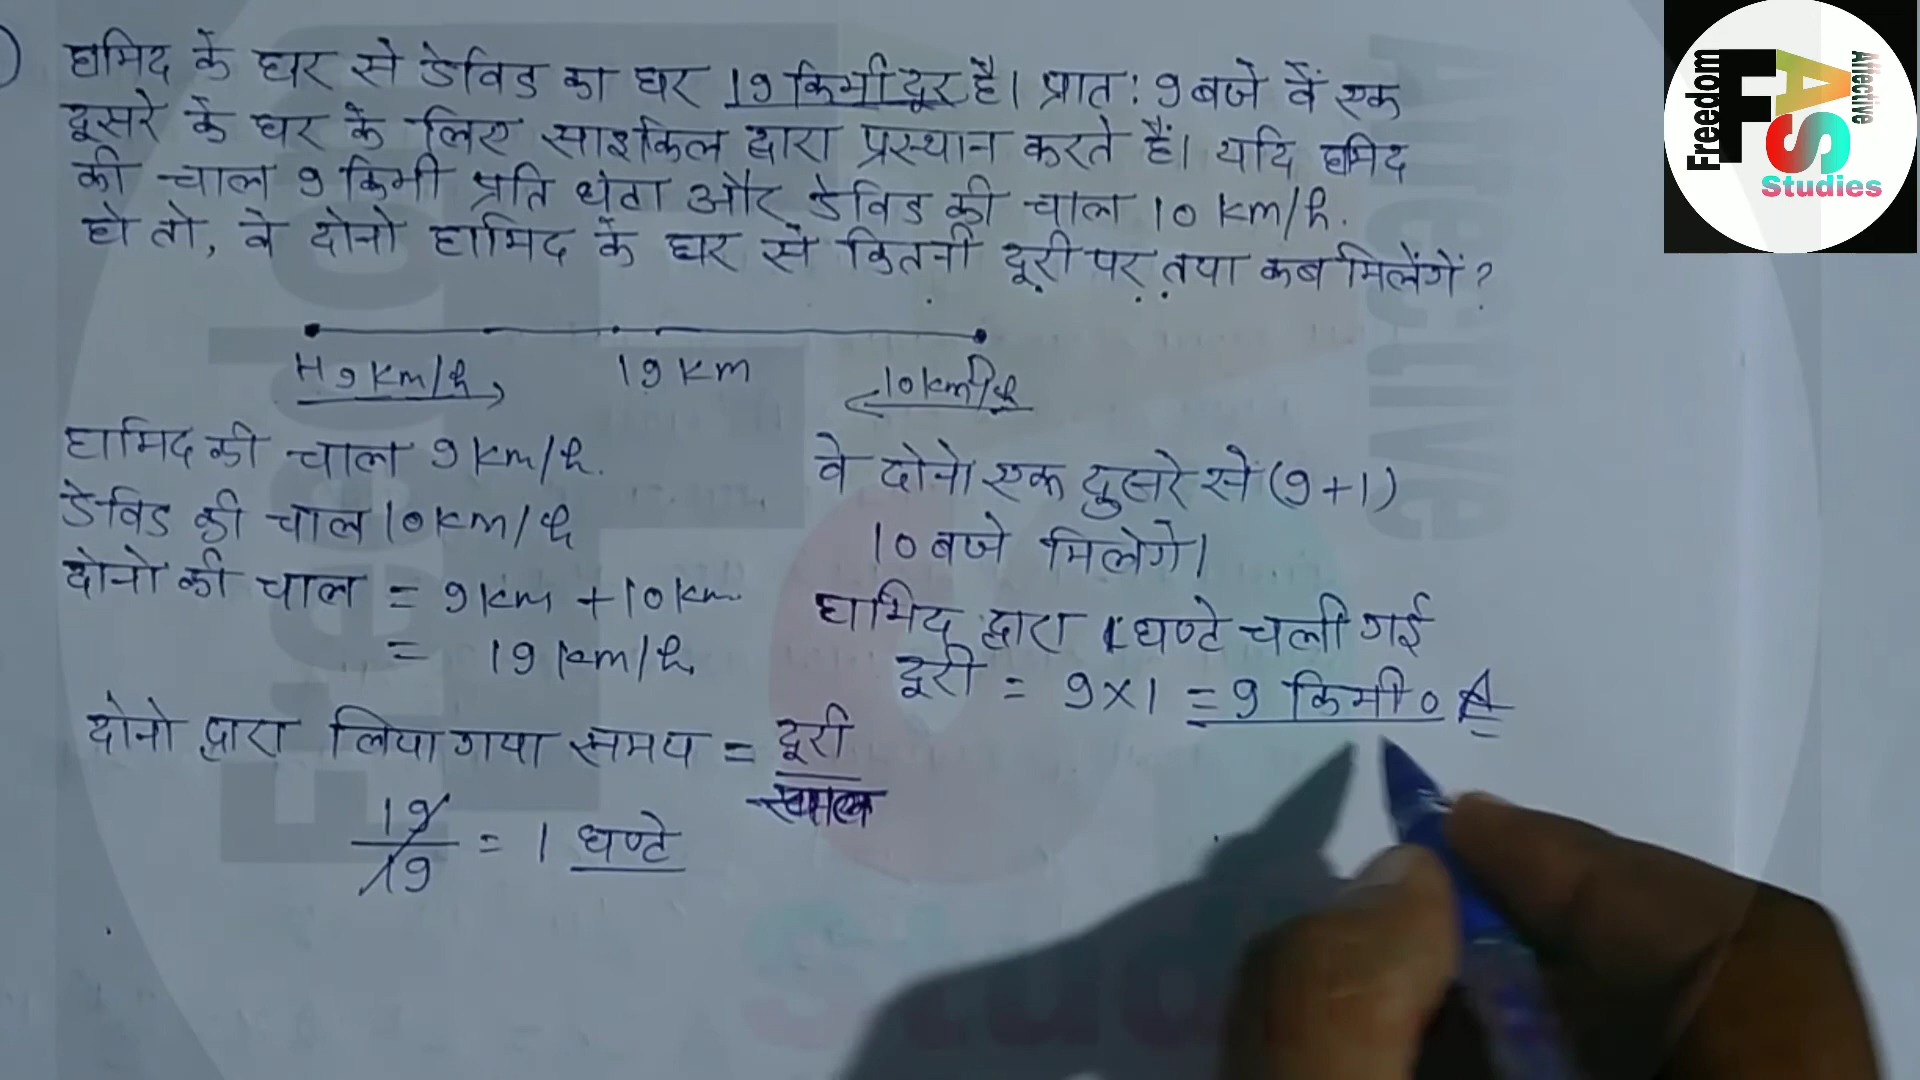 हामिद के घर से डेविड का घर 19 किमी दूर है। प्रात: 9 बजे वें एक
दूसरे के घर के लिए साइकिल द्वारा प्रस्थान करते हैं। यदि हामिद
की चाल 9 किमी प्रति घंटा और डेविड की चाल 10 km/h.
हो तो, वे दोनो हामिद के घर से कितनी दूरी पर तथा कब मिलेंगें?
H 9 km/h
19 km
10 km/h
हामिद की चाल 9 km/h.
डेविड की चाल 10 km/h
दोनो की चाल = 9 km + 10 km
= 19 km/h
दोनो द्वारा लिया गया समय = दूरी
19/19 = 1 घण्टे
वे दोनो एक दुसरे से (9+1)
10 बजे मिलेगे।
हामिद द्वारा 1 घण्टे चली गई
दूरी = 9×1 = 9 किमी० A
Freedom
FAS
Affective
Studies